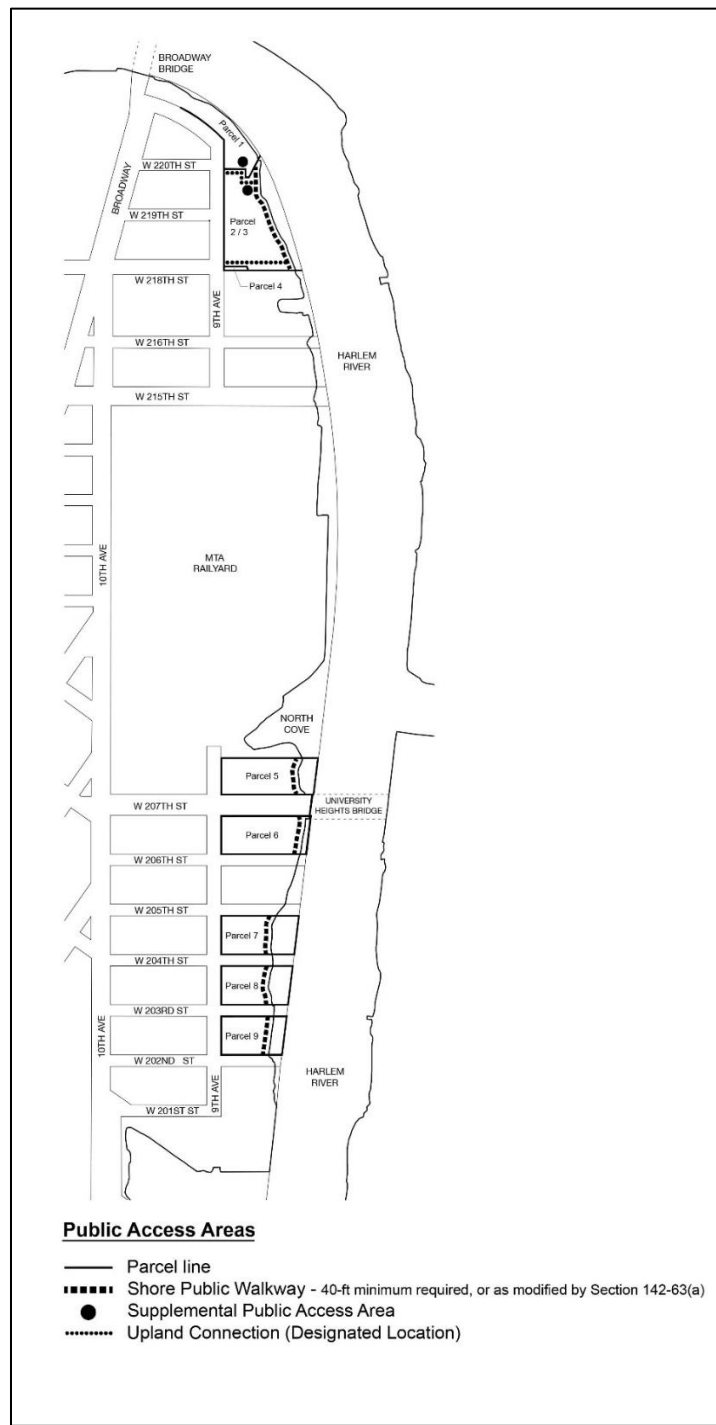 BROADWAY
BRIDGE
Parcel 1
W 220TH ST
BROADWAY
W 219TH ST
Parcel
2 / 3
W 218TH ST
Parcel 4
9TH AVE
W 216TH ST
HARLEM
RIVER
W 215TH ST
10TH AVE
MTA
RAILYARD
NORTH
COVE
Parcel 5
W 207TH ST
UNIVERSITY
HEIGHTS BRIDGE
Parcel 6
W 206TH ST
W 205TH ST
Parcel 7
W 204TH ST
Parcel 8
W 203RD ST
10TH AVE
Parcel 9
W 202ND ST
HARLEM
RIVER
9TH AVE
W 201ST ST
Public Access Areas
Parcel line
Shore Public Walkway - 40-ft minimum required, or as modified by Section 142-63(a)
Supplemental Public Access Area
Upland Connection (Designated Location)